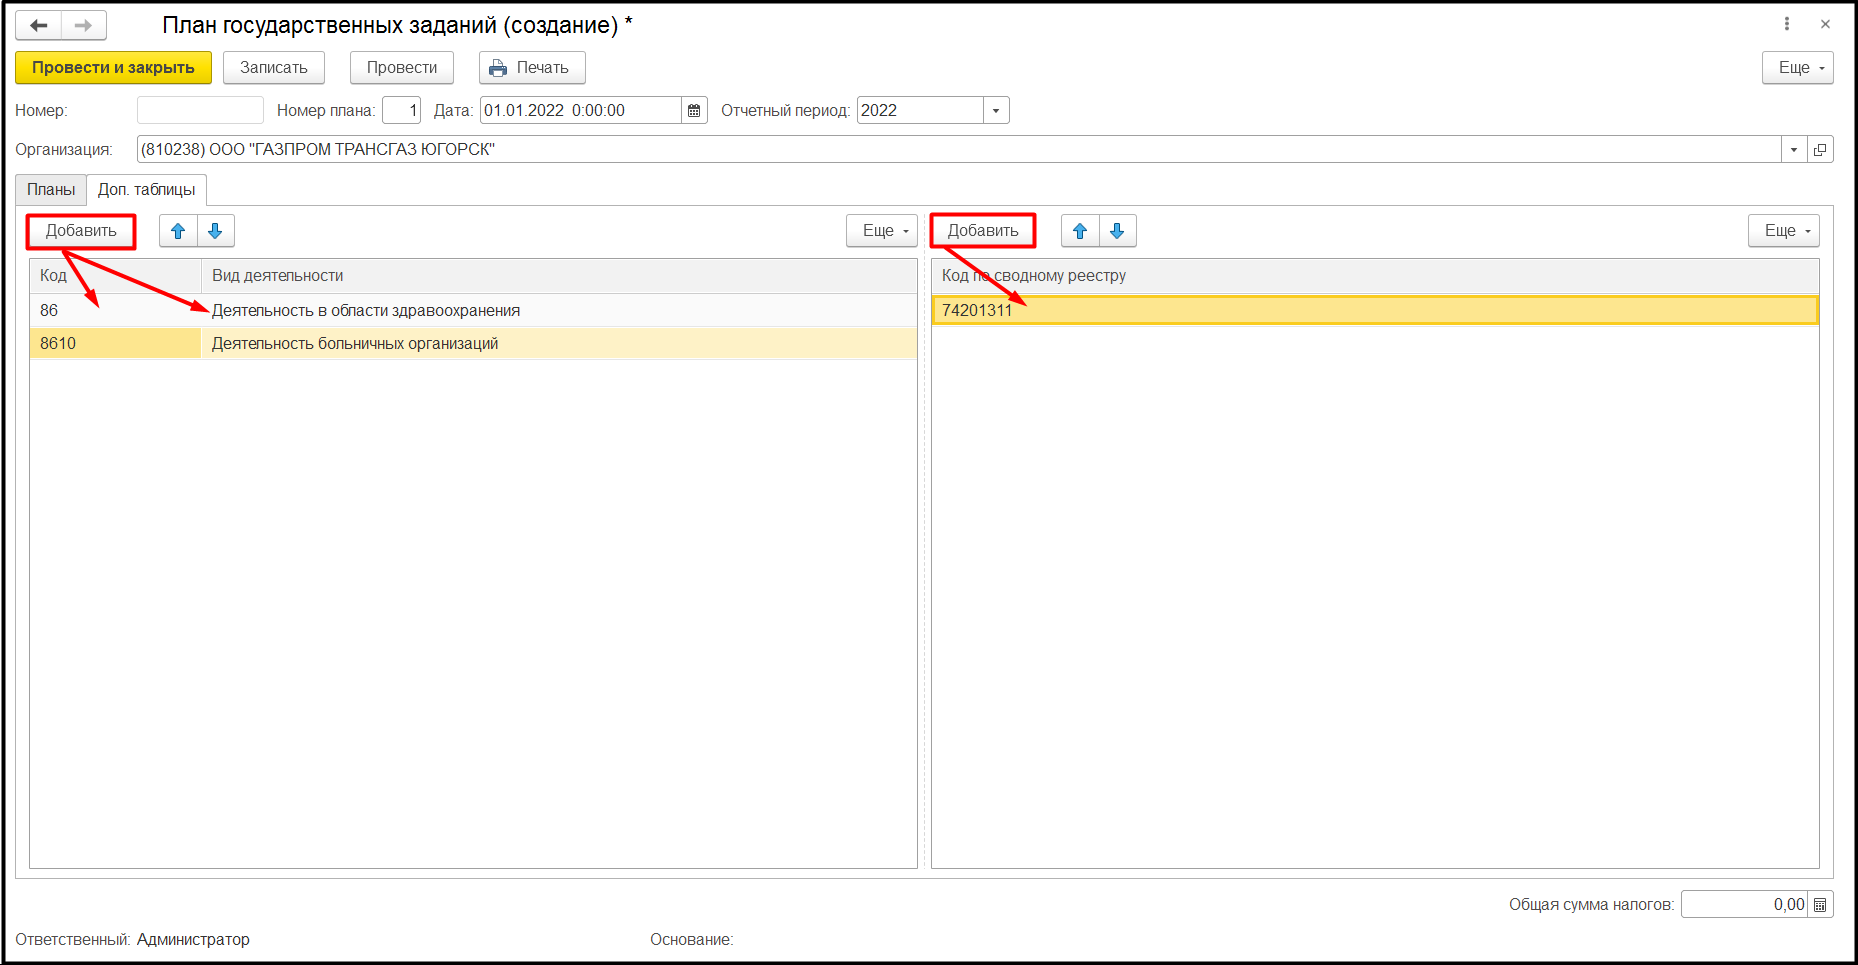 План государственных заданий (создание) *
Провести и закрыть Записать Провести Печать Еще
Номер: Номер плана: 1 Дата: 01.01.2022 0:00:00 Отчетный период: 2022
Организация: (810238) ООО "ГАЗПРОМ ТРАНСГАЗ ЮГОРСК"
Планы Доп. таблицы
Добавить Еще Добавить Еще
Код Вид деятельности Код по сводному реестру
86 Деятельность в области здравоохранения 74201311
8610 Деятельность больничных организаций
Общая сумма налогов: 0,00
Ответственный: Администратор Основание: